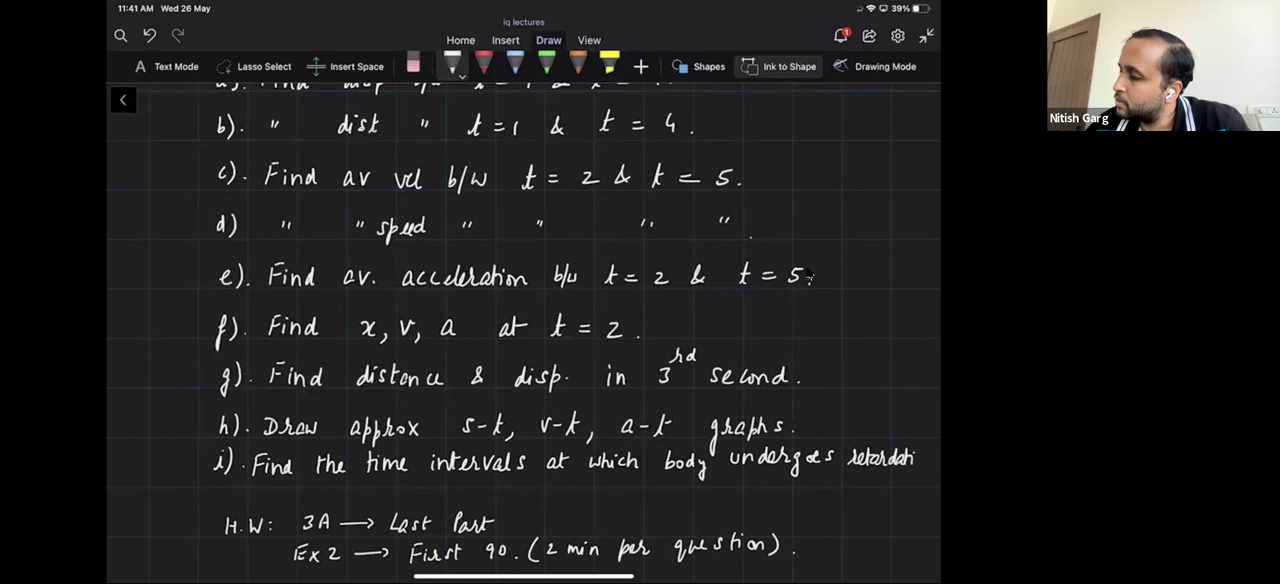 11:41 AM Wed 26 May
39%
iq lectures
Home Insert Draw View
1
Text Mode Lasso Select Insert Space Shapes Ink to Shape Drawing Mode
b). " dist " t=1 & t = 4.
c). Find av vel b/w t = 2 & t = 5.
d) " " speed " " " "
e). Find av. acceleration b/w t = 2 & t = 5.
f). Find x, v, a at t = 2.
g). Find distance & disp. in 3rd second.
h). Draw approx s-t, v-t, a-t graphs.
i). Find the time intervals at which body undergoes retardati
H.W: 3A → Last Part
Ex 2 → First 90. (2 min per question).
Nitish Garg